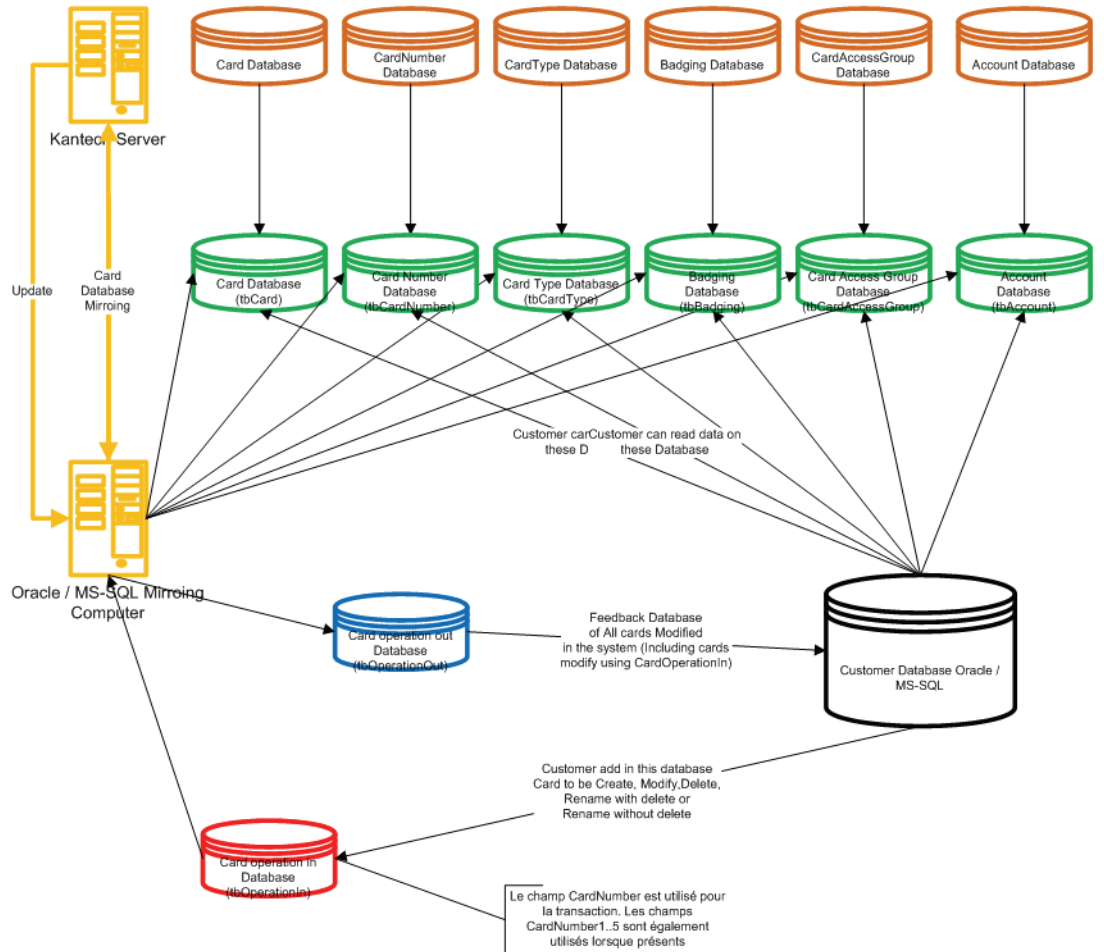 Card Database
CardNumber
Database
CardType Database
Badging Database
CardAccessGroup
Database
Account Database
Kantech Server
Update
Card
Database
Mirroing
Card Database
(tbCard)
Card Number
Database
(tbCardNumber)
Card Type Database
(tbCardType)
Badging
Database
(tbBadging)
Card Access Group
Database
(tbCardAccessGroup)
Account
Database
(tbAccount)
Customer can
these D
Customer can read data on
these Database
Oracle / MS-SQL Mirroing
Computer
Card operation out
Database
(tbOperationOut)
Feedback Database
of All cards Modified
in the system (Including cards
modify using CardOperationIn)
Customer Database Oracle /
MS-SQL
Customer add in this database
Card to be Create, Modify,Delete,
Rename with delete or
Rename without delete
Card operation in
Database
(tbOperationIn)
Le champ CardNumber est utilisé pour
la transaction. Les champs
CardNumber1..5 sont également
utilisés lorsque présents